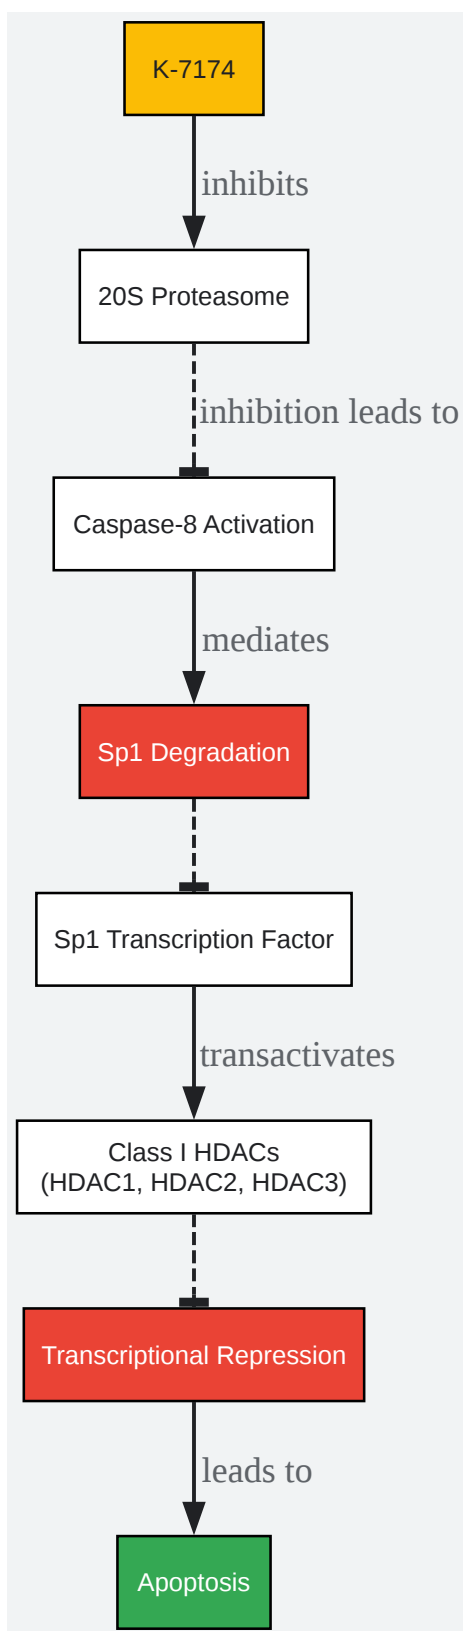 K-7174
inhibits
20S Proteasome
inhibition leads to
Caspase-8 Activation
mediates
Sp1 Degradation
Sp1 Transcription Factor
transactivates
Class I HDACs
(HDAC1, HDAC2, HDAC3)
Transcriptional Repression
leads to
Apoptosis